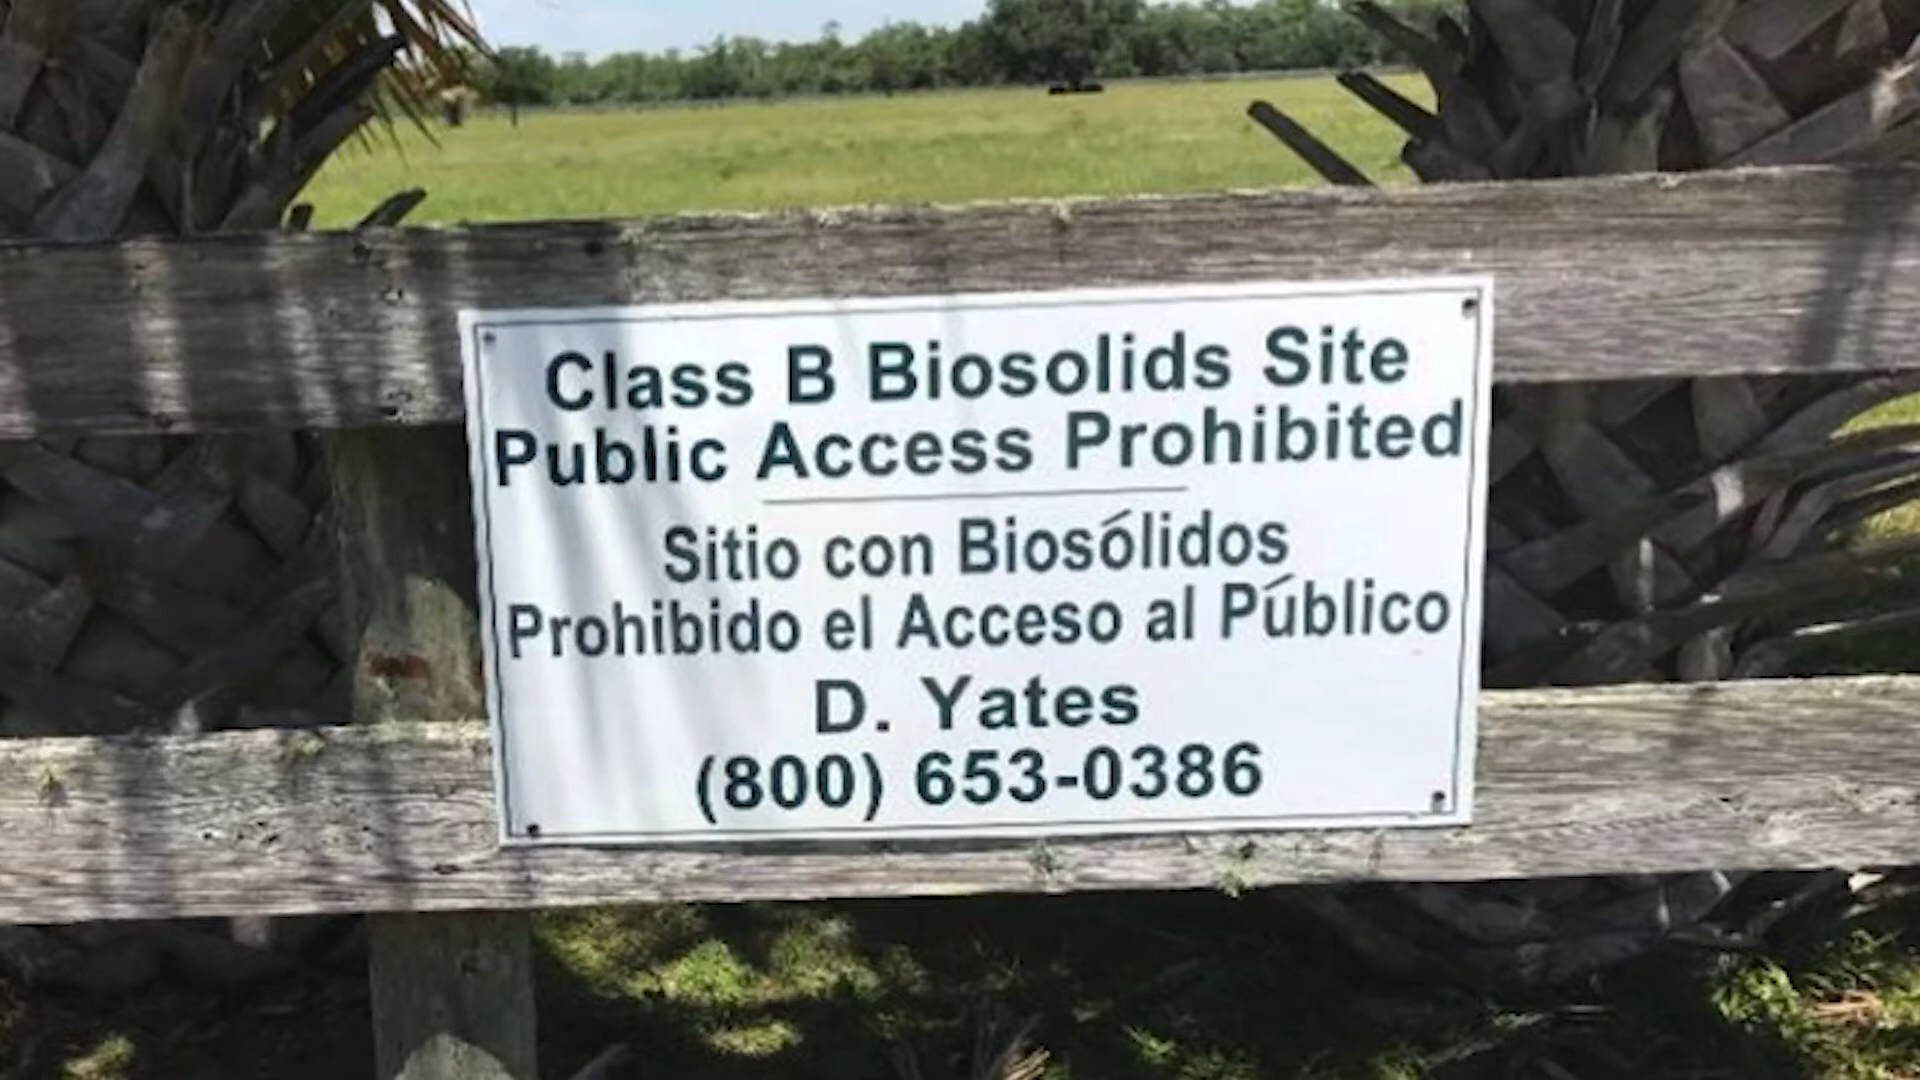 Class B Biosolids Site
Public Access Prohibited
Sitio con Biosólidos
Prohibido el Acceso al Público
D. Yates
(800) 653-0386